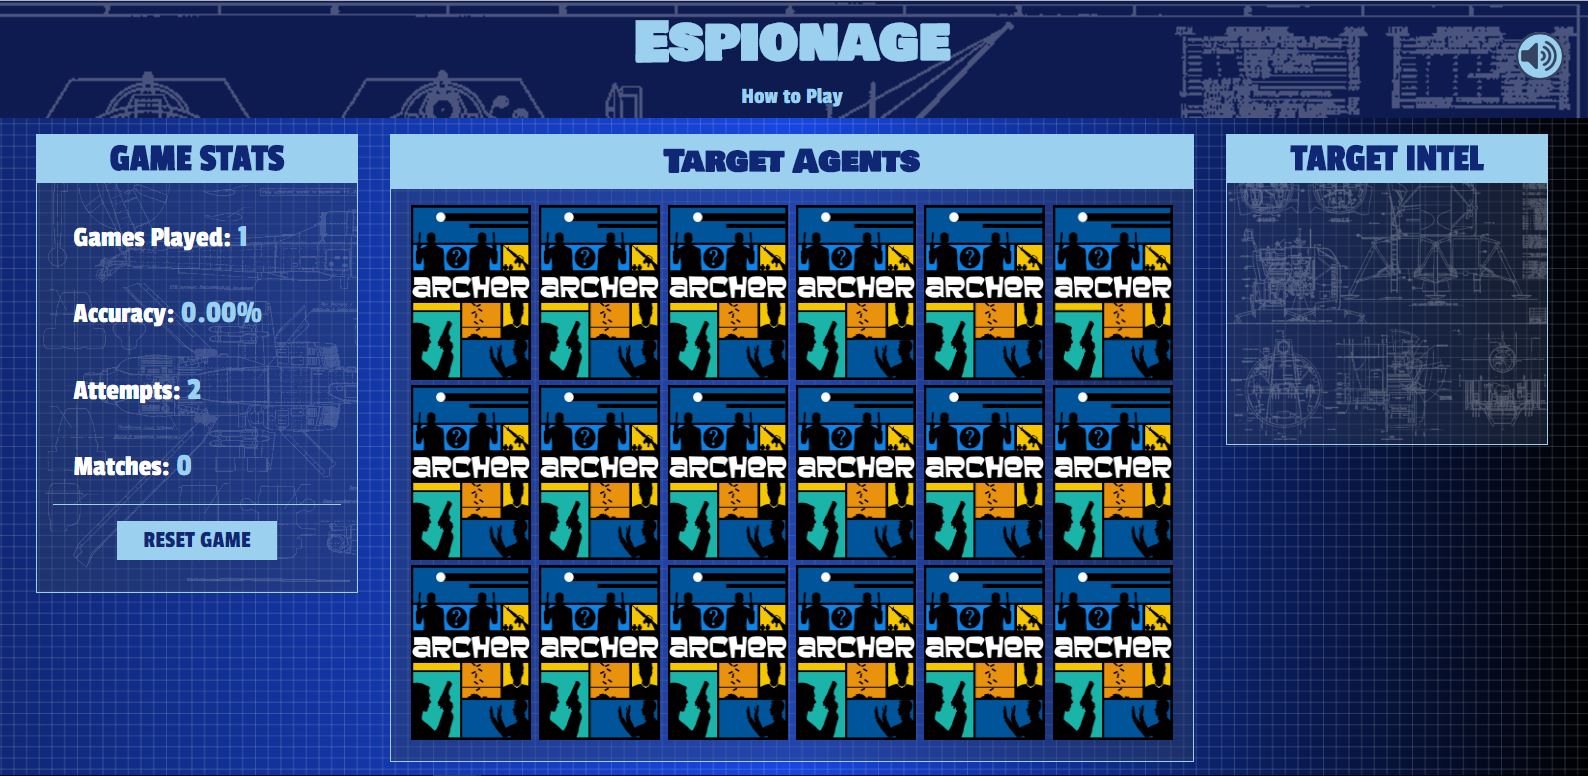 ESPIONAGE
How to Play
GAME STATS
Games Played: 1
Accuracy: 0.00%
Attempts: 2
Matches: 0
RESET GAME
TARGET AGENTS
? ? ? ? ? ?
aRCHeR aRCHeR aRCHeR aRCHeR aRCHeR aRCHeR
? ? ? ? ? ?
aRCHeR aRCHeR aRCHeR aRCHeR aRCHeR aRCHeR
? ? ? ? ? ?
aRCHeR aRCHeR aRCHeR aRCHeR aRCHeR aRCHeR
TARGET INTEL